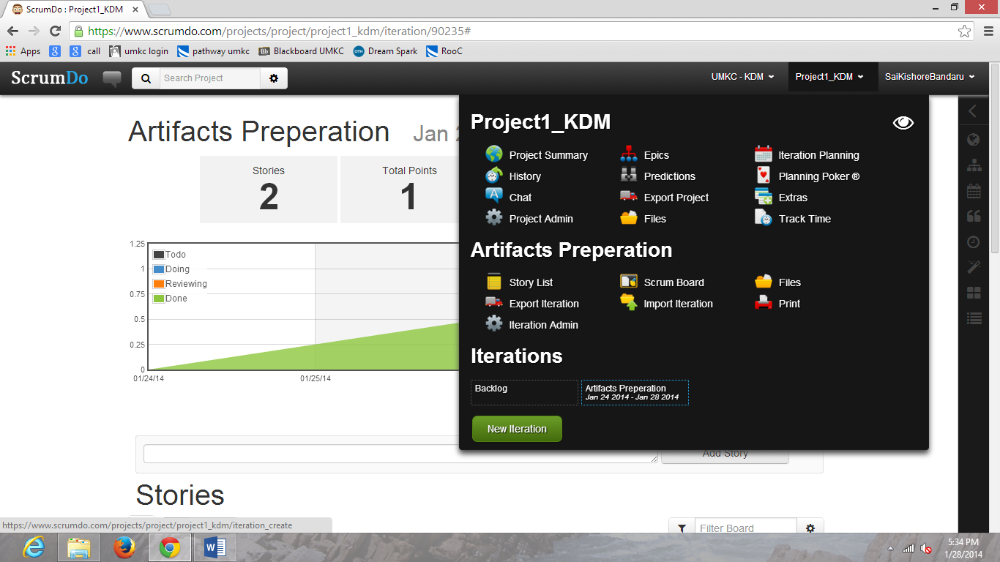 ScrumDo : Project1_KDM
https://www.scrumdo.com/projects/project/project1_kdm/iteration/90235#
Apps call umkc login pathway umkc Blackboard UMKC Dream Spark RooC
ScrumDo Search Project UMKC - KDM Project1_KDM SaiKishoreBandaru
Artifacts Preperation Jan 2
Stories
2
Total Points
1
1.25
1
0.75
0.5
0.25
0
Todo
Doing
Reviewing
Done
01/24/14 01/25/14
Project1_KDM
Project Summary Epics Iteration Planning
History Predictions Planning Poker ®
Chat Export Project Extras
Project Admin Files Track Time
Artifacts Preperation
Story List Scrum Board Files
Export Iteration Import Iteration Print
Iteration Admin
Iterations
Backlog
Artifacts Preperation
Jan 24 2014 - Jan 28 2014
New Iteration
Add Story
Stories
Filter Board
https://www.scrumdo.com/projects/project/project1_kdm/iteration_create
5:34 PM
1/28/2014